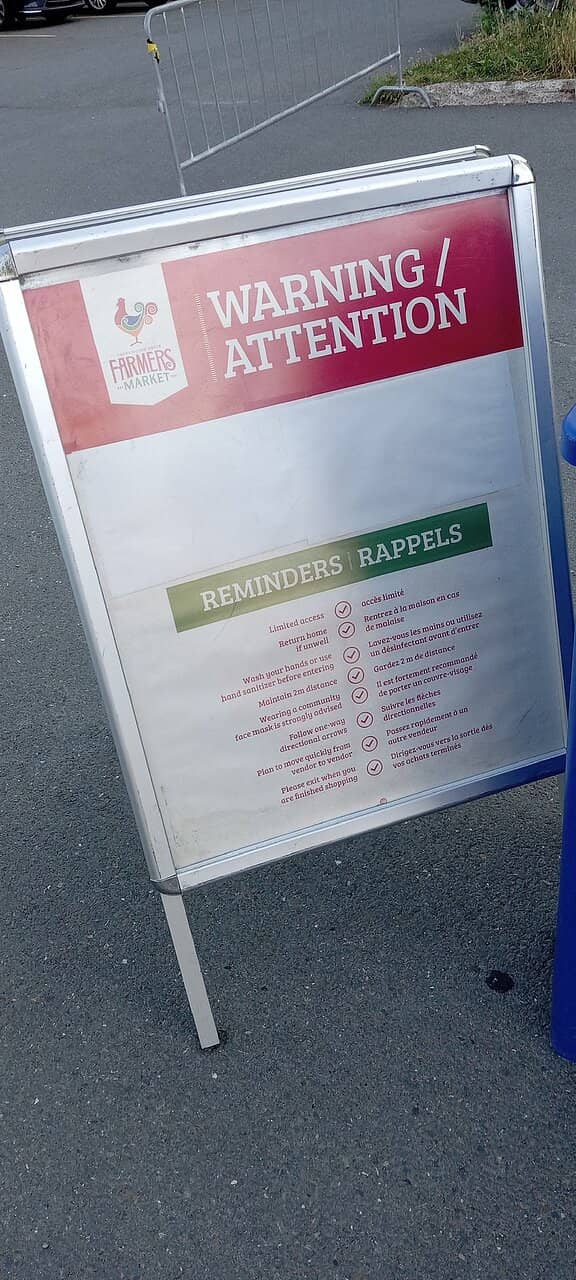 WARNING /
ATTENTION
FARMERS
MARKET
REMINDERS | RAPPELS
Limited access
accès limité
Return home
if unwell
Rentrez à la maison en cas
de malaise
Wash your hands or use
hand sanitizer before entering
Lavez-vous les mains ou utilisez
un désinfectant avant d'entrer
Maintain 2m distance
Gardez 2 m de distance
Wearing a community
face mask is strongly advised
Il est fortement recommandé
de porter un couvre-visage
Follow one-way
directional arrows
Suivre les flèches
directionnelles
Plan to move quickly from
vendor to vendor
Passez rapidement à un
autre vendeur
Please exit when you
are finished shopping
Dirigez-vous vers la sortie dès
vos achats terminés